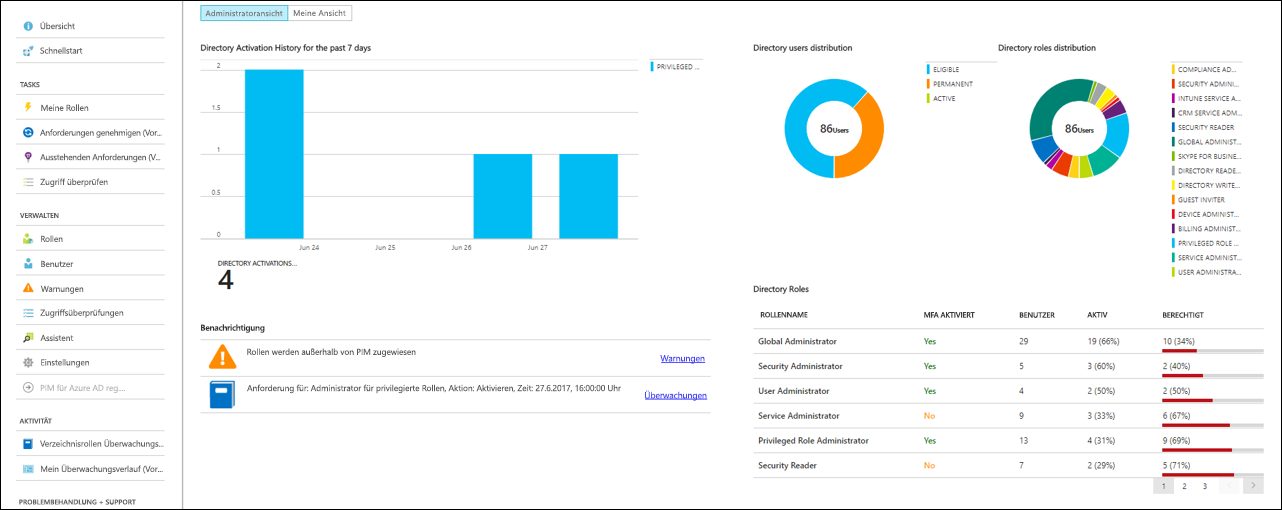 Übersicht
Schnellstart
TASKS
Meine Rollen
Anforderungen genehmigen (Vor...
Ausstehenden Anforderungen (V...
Zugriff überprüfen
VERWALTEN
Rollen
Benutzer
Warnungen
Zugriffsüberprüfungen
Assistent
Einstellungen
PIM für Azure AD reg....
AKTIVITÄT
Verzeichnisrollen Überwachungs...
Mein Überwachungsverlauf (Vor...
PROBLEMBEHANDLUNG + SUPPORT
Administratoransicht
Meine Ansicht
Directory Activation History for the past 7 days
2
1.5
1
0.5
0
Jun 24
Jun 25
Jun 26
Jun 27
PRIVILEGED ...
DIRECTORY ACTIVATIONS...
4
Benachrichtigung
Rollen werden außerhalb von PIM zugewiesen
Warnungen
Anforderung für: Administrator für privilegierte Rollen, Aktion: Aktivieren, Zeit: 27.6.2017, 16:00:00 Uhr
Überwachungen
Directory users distribution
86Users
ELIGIBLE
PERMANENT
ACTIVE
Directory roles distribution
86Users
COMPLIANCE AD...
SECURITY ADMINI...
INTUNE SERVICE A...
CRM SERVICE ADM...
SECURITY READER
GLOBAL ADMINIST...
SKYPE FOR BUSINE...
DIRECTORY READE...
DIRECTORY WRITE...
GUEST INVITER
DEVICE ADMINIST...
BILLING ADMINIST...
PRIVILEGED ROLE ...
SERVICE ADMINIST...
USER ADMINISTRA...
Directory Roles
ROLLENNAME MFA AKTIVIERT BENUTZER AKTIV BERECHTIGT
Global Administrator Yes 29 19 (66%) 10 (34%)
Security Administrator Yes 5 3 (60%) 2 (40%)
User Administrator Yes 4 2 (50%) 2 (50%)
Service Administrator No 9 3 (33%) 6 (67%)
Privileged Role Administrator Yes 13 4 (31%) 9 (69%)
Security Reader No 7 2 (29%) 5 (71%)
1 2 3